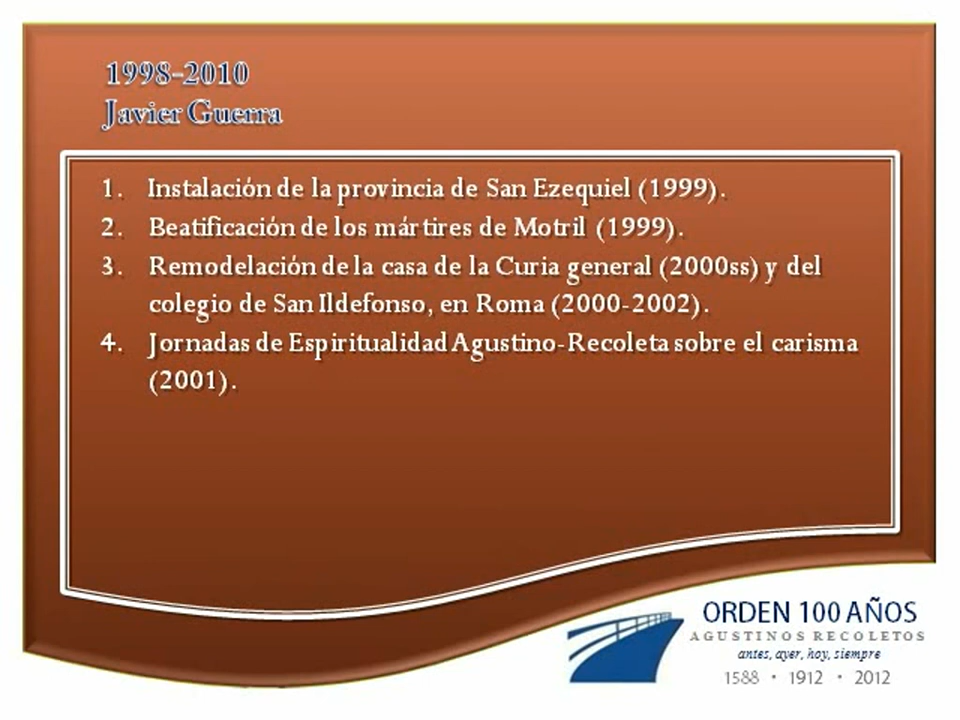 1998-2010
Javier Guerra
1. Instalación de la provincia de San Ezequiel (1999).
2. Beatificación de los mártires de Motril (1999).
3. Remodelación de la casa de la Curia general (2000ss) y del
colegio de San Ildefonso, en Roma (2000-2002).
4. Jornadas de Espiritualidad Agustino-Recoleta sobre el carisma
(2001).
ORDEN 100 AÑOS
AGUSTINOS RECOLETOS
antes, ayer, hoy, siempre
1588 · 1912 · 2012